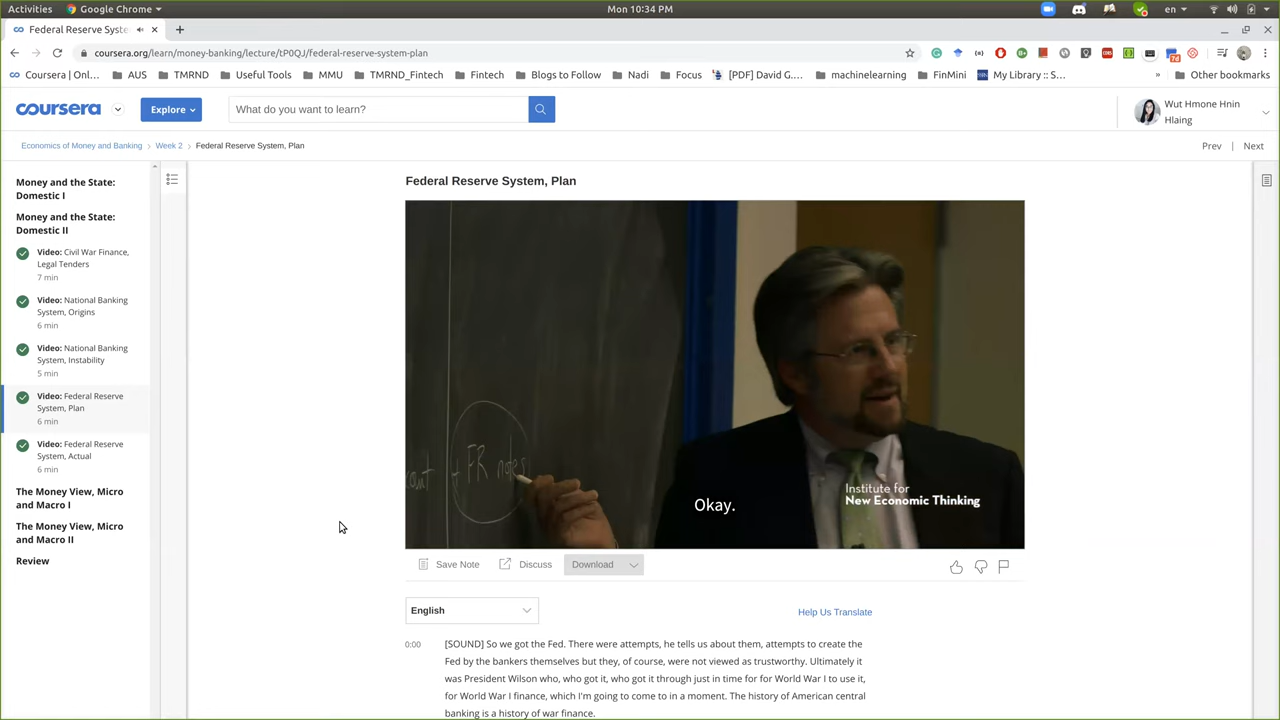 Activities
Google Chrome
Mon 10:34 PM
en
Federal Reserve Syste
coursera.org/learn/money-banking/lecture/tP0QJ/federal-reserve-system-plan
Coursera | Onl…
AUS
TMRND
Useful Tools
MMU
TMRND_Fintech
Fintech
Blogs to Follow
Nadi
Focus
[PDF] David G.…
machinelearning
FinMini
My Library :: S…
»
Other bookmarks
coursera
Explore
What do you want to learn?
Wut Hmone Hnin
Hlaing
Economics of Money and Banking
Week 2
Federal Reserve System, Plan
Prev | Next
Money and the State:
Domestic I
Money and the State:
Domestic II
Video: Civil War Finance,
Legal Tenders
7 min
Video: National Banking
System, Origins
6 min
Video: National Banking
System, Instability
5 min
Video: Federal Reserve
System, Plan
6 min
Video: Federal Reserve
System, Actual
6 min
The Money View, Micro
and Macro I
The Money View, Micro
and Macro II
Review
Federal Reserve System, Plan
FR notes
Okay.
Institute for
New Economic Thinking
Save Note
Discuss
Download
English
Help Us Translate
0:00
[SOUND] So we got the Fed. There were attempts, he tells us about them, attempts to create the
Fed by the bankers themselves but they, of course, were not viewed as trustworthy. Ultimately it
was President Wilson who, who got it, who got it through just in time for for World War I to use it,
for World War I finance, which I'm going to come to in a moment. The history of American central
banking is a history of war finance.